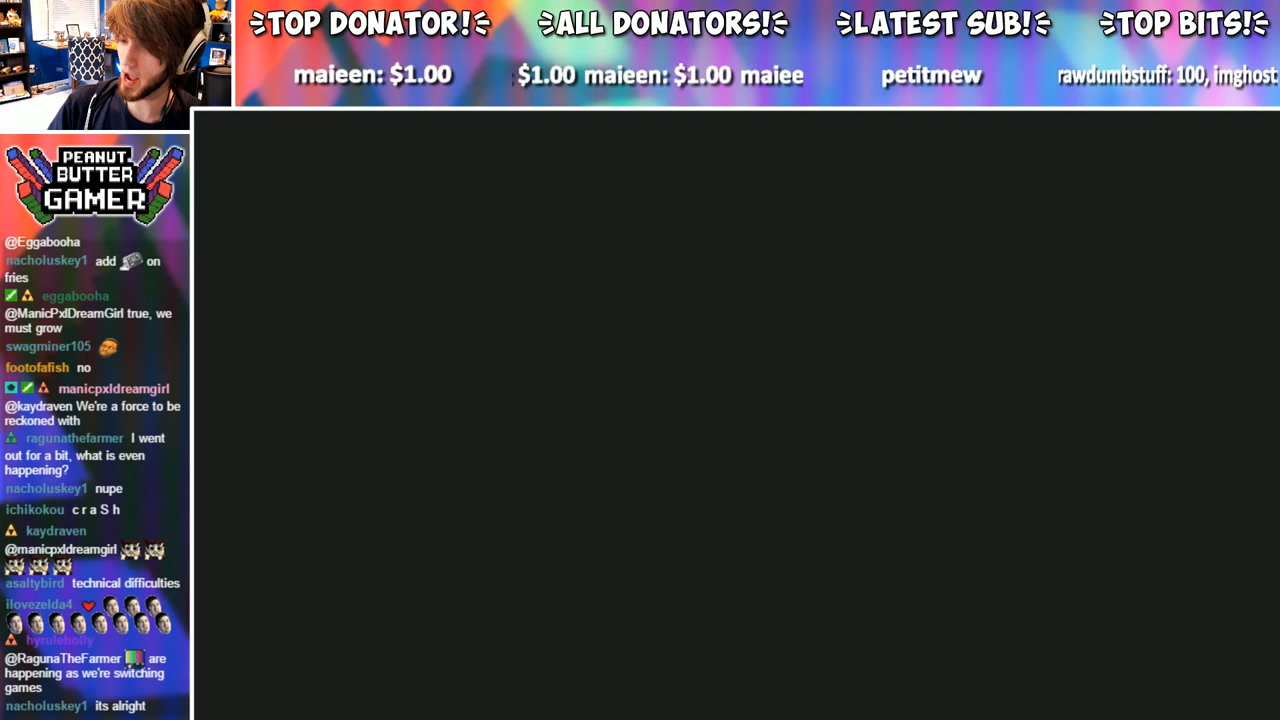 TOP DONATOR!
ALL DONATORS!
LATEST SUB!
TOP BITS!
maieen: $1.00
: $1.00 maieen: $1.00 maiee
petitmew
rawdumbstuff: 100, imghost
PEANUT
BUTTER
GAMER
@Eggabooha
nacholuskey1 add on
fries
eggabooha
@ManicPxlDreamGirl true, we
must grow
swagminer105
footofafish no
manicpxldreamgirl
@kaydraven We're a force to be
reckoned with
ragunathefarmer I went
out for a bit, what is even
happening?
nacholuskey1 nupe
ichikokou c r a S h
kaydraven
@manicpxldreamgirl
asaltybird technical difficulties
ilovezelda4
hyruleholly
@RagunaTheFarmer are
happening as we're switching
games
nacholuskey1 its alright